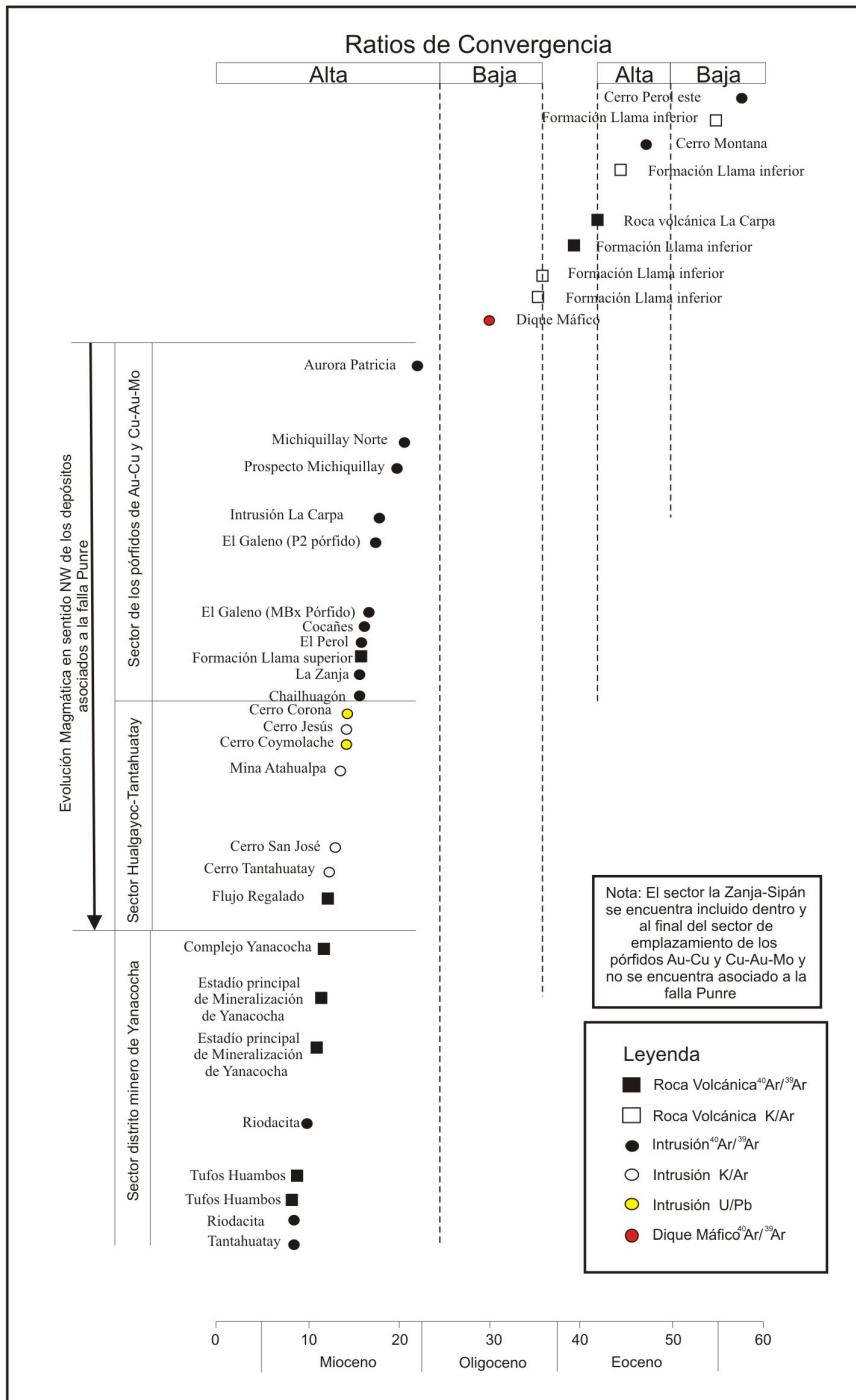 Ratios de Convergencia
Alta
Baja
Alta
Baja
Cerro Perol este
Formación Llama inferior
Cerro Montana
Formación Llama inferior
Roca volcánica La Carpa
Formación Llama inferior
Formación Llama inferior
Formación Llama inferior
Dique Máfico
Evolución Magmática en sentido NW de los depósitos
asociados a la falla Punre
Sector de los pórfidos de Au-Cu y Cu-Au-Mo
Aurora Patricia
Michiquillay Norte
Prospecto Michiquillay
Intrusión La Carpa
El Galeno (P2 pórfido)
El Galeno (MBx Pórfido)
Cocañes
El Perol
Formación Llama superior
La Zanja
Chailhuagón
Sector Hualgayoc-Tantahuatay
Cerro Corona
Cerro Jesús
Cerro Coymolache
Mina Atahualpa
Cerro San José
Cerro Tantahuatay
Flujo Regalado
Sector distrito minero de Yanacocha
Complejo Yanacocha
Estadío principal
de Mineralización
de Yanacocha
Estadío principal
de Mineralización
de Yanacocha
Riodacita
Tufos Huambos
Tufos Huambos
Riodacita
Tantahuatay
Nota: El sector la Zanja-Sipán
se encuentra incluido dentro y
al final del sector de
emplazamiento de los
pórfidos Au-Cu y Cu-Au-Mo y
no se encuentra asociado a la
falla Punre
Leyenda
Roca Volcánica ⁴⁰Ar/³⁹Ar
Roca Volcánica K/Ar
Intrusión ⁴⁰Ar/³⁹Ar
Intrusión K/Ar
Intrusión U/Pb
Dique Máfico ⁴⁰Ar/³⁹Ar
0 10 20 30 40 50 60
Mioceno Oligoceno Eoceno